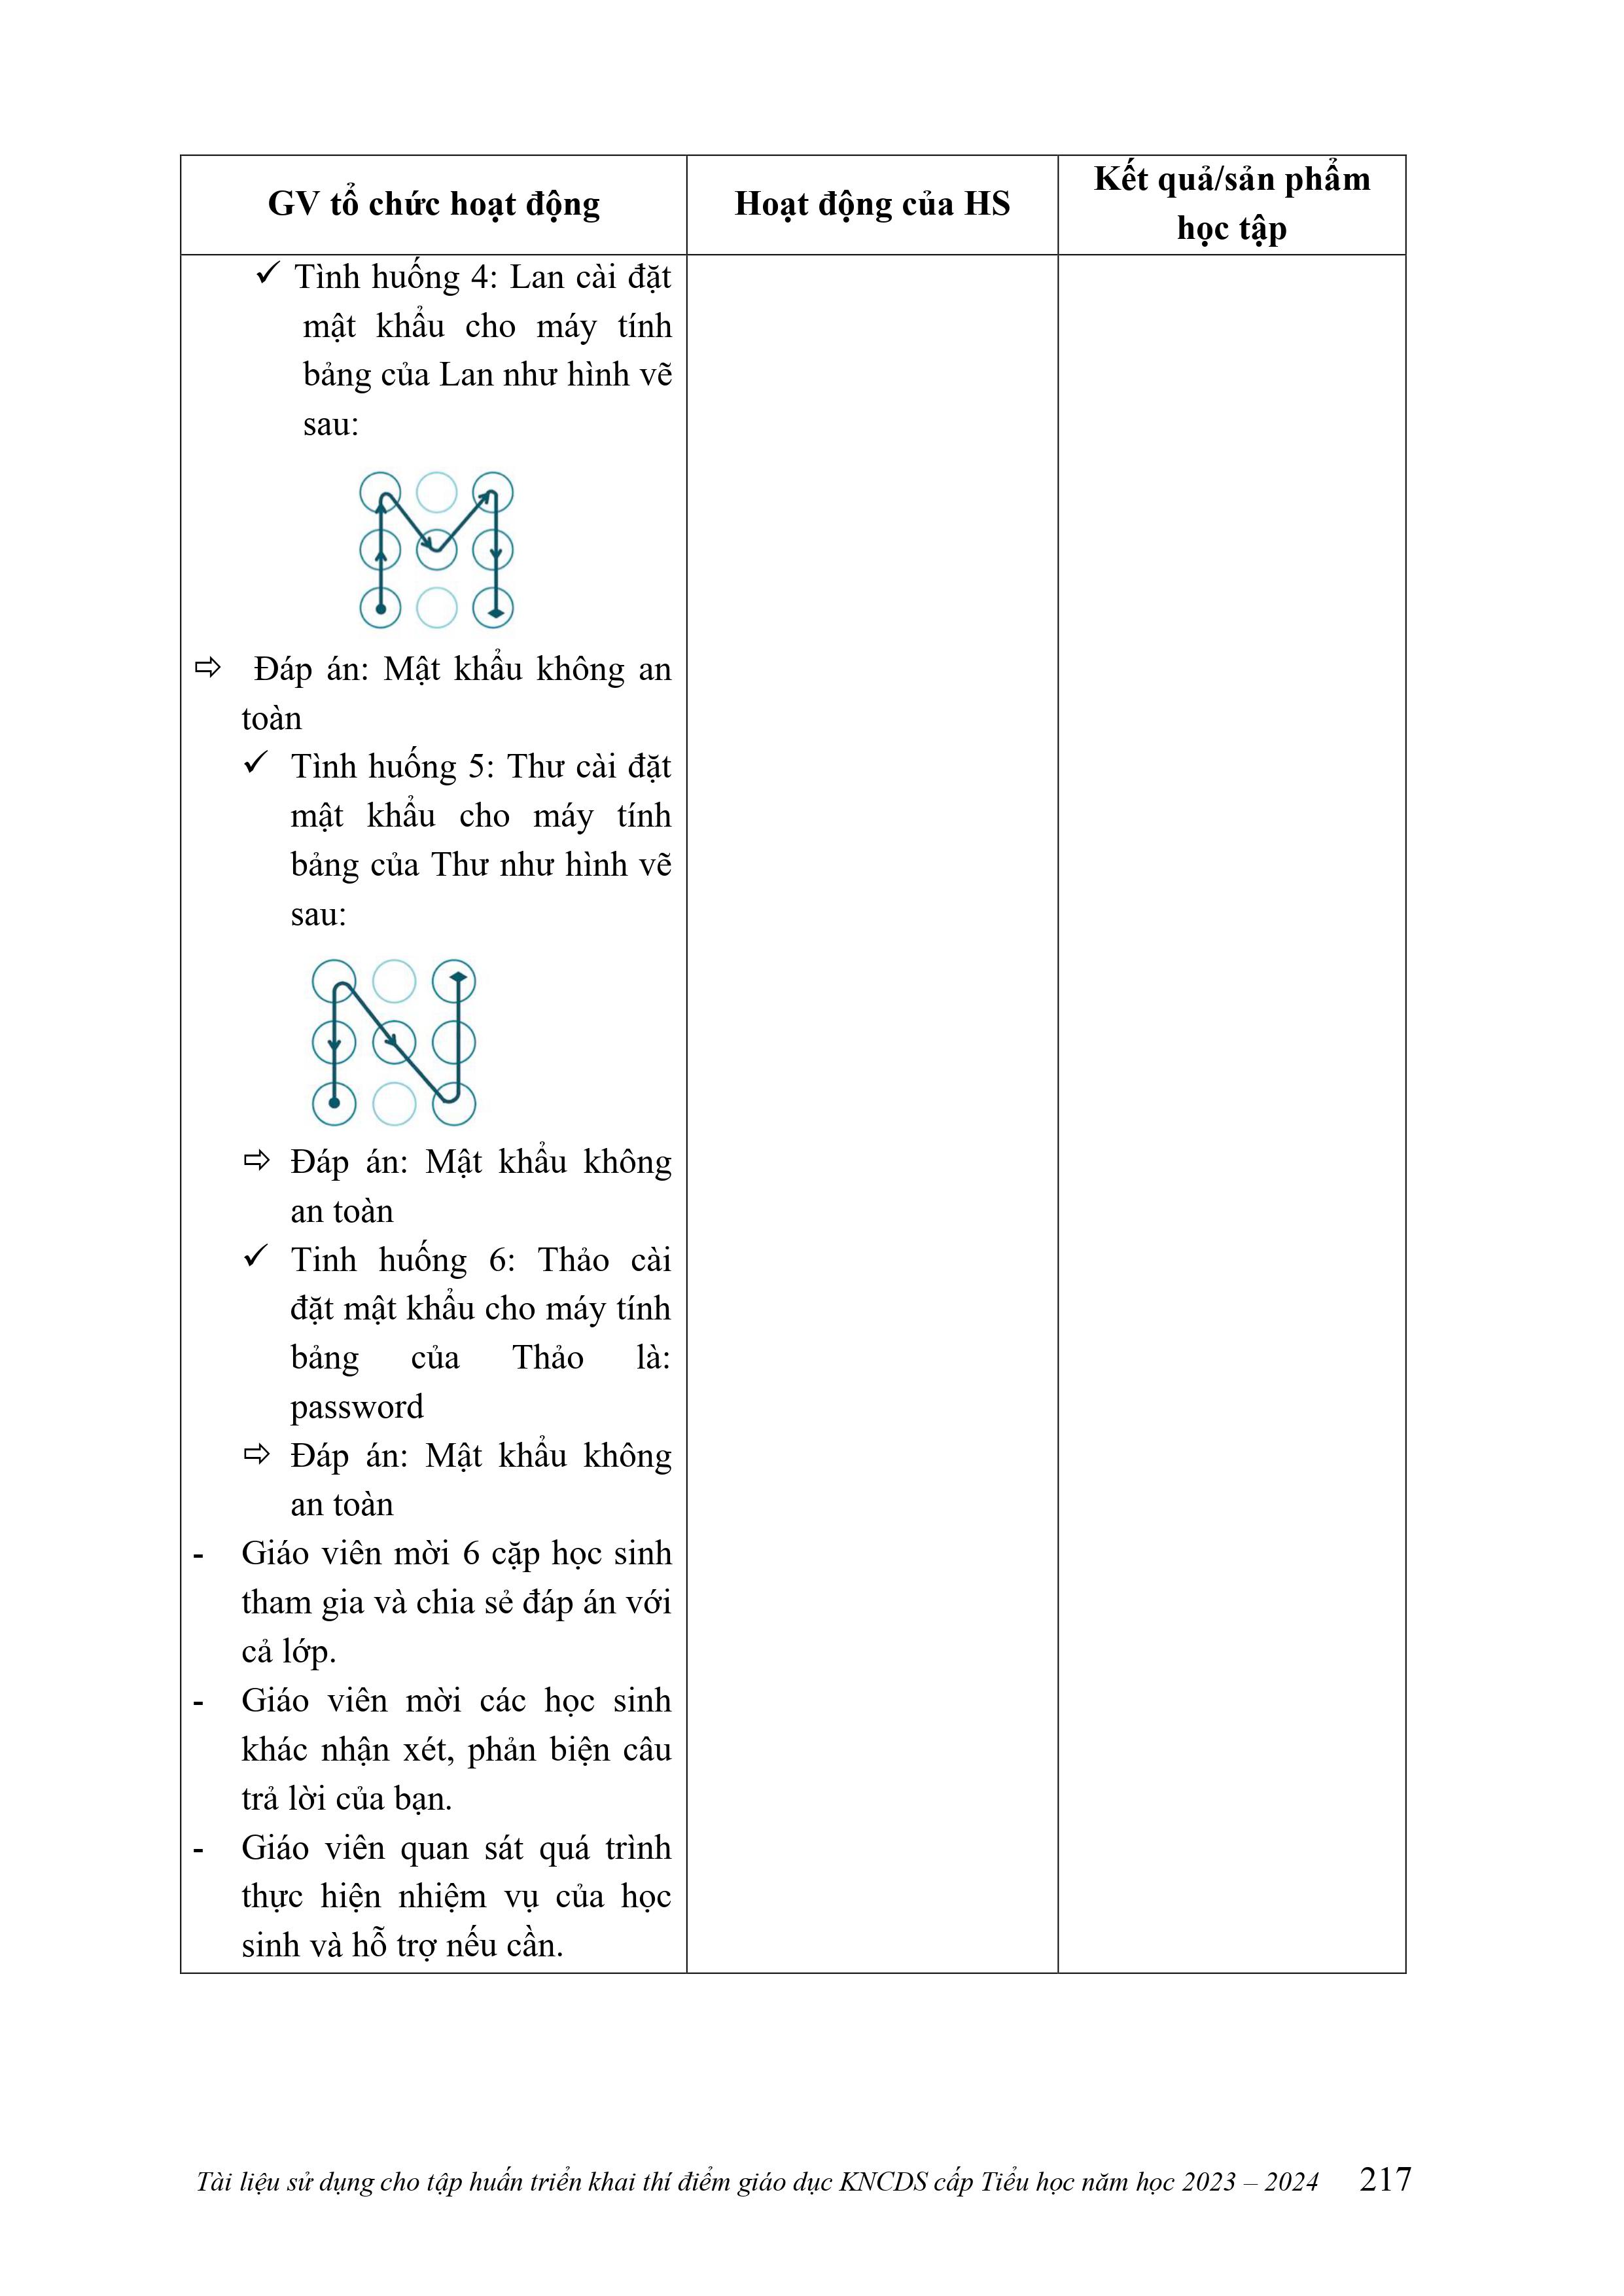 GV tổ chức hoạt động
Hoạt động của HS
Kết quả/sản phẩm
học tập
✓ Tình huống 4: Lan cài đặt
mật khẩu cho máy tính
bảng của Lan như hình vẽ
sau:
⇨ Đáp án: Mật khẩu không an
toàn
✓ Tình huống 5: Thư cài đặt
mật khẩu cho máy tính
bảng của Thư như hình vẽ
sau:
⇨ Đáp án: Mật khẩu không
an toàn
✓ Tinh huống 6: Thảo cài
đặt mật khẩu cho máy tính
bảng của Thảo là:
password
⇨ Đáp án: Mật khẩu không
an toàn
- Giáo viên mời 6 cặp học sinh
tham gia và chia sẻ đáp án với
cả lớp.
- Giáo viên mời các học sinh
khác nhận xét, phản biện câu
trả lời của bạn.
- Giáo viên quan sát quá trình
thực hiện nhiệm vụ của học
sinh và hỗ trợ nếu cần.
Tài liệu sử dụng cho tập huấn triển khai thí điểm giáo dục KNCDS cấp Tiểu học năm học 2023 – 2024 217